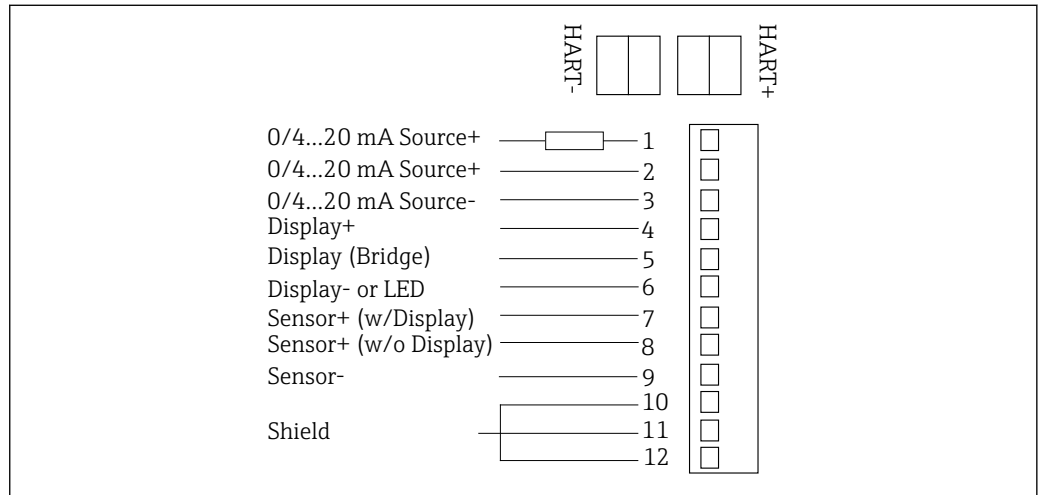 HART-
HART+
0/4...20 mA Source+ 1
0/4...20 mA Source+ 2
0/4...20 mA Source- 3
Display+ 4
Display (Bridge) 5
Display- or LED 6
Sensor+ (w/Display) 7
Sensor+ (w/o Display) 8
Sensor- 9
10
Shield 11
12